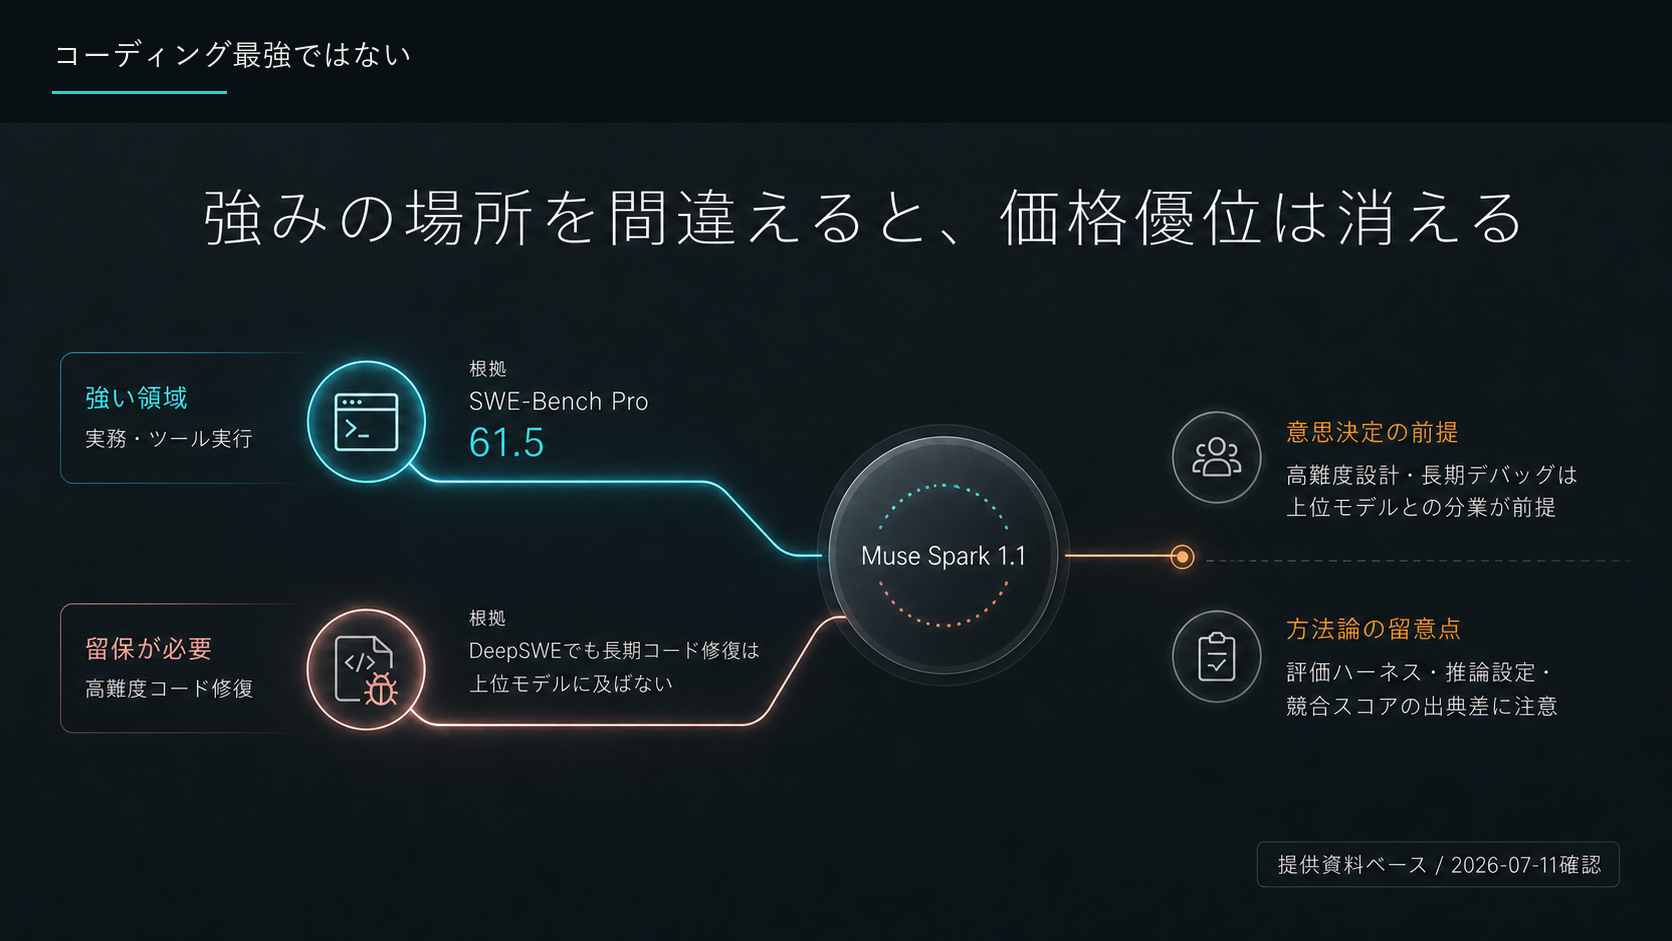 コーディング最強ではない
強みの場所を間違えると、価格優位は消える
強い領域
実務・ツール実行
根拠
SWE-Bench Pro
61.5
留保が必要
高難度コード修復
根拠
DeepSWEでも長期コード修復は
上位モデルに及ばない
Muse Spark 1.1
意思決定の前提
高難度設計・長期デバッグは
上位モデルとの分業が前提
方法論の留意点
評価ハーネス・推論設定・
競合スコアの出典差に注意
提供資料ベース / 2026-07-11確認